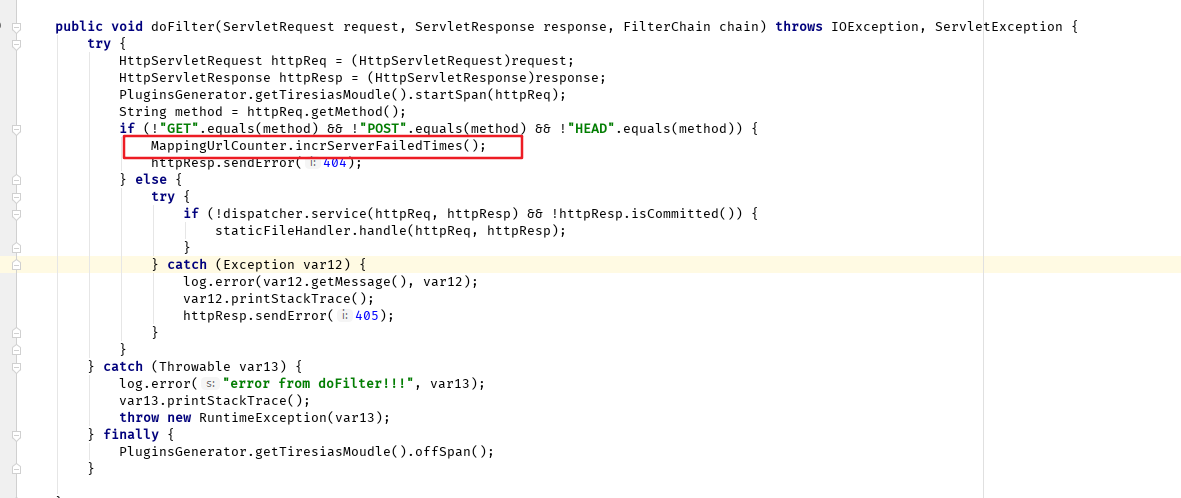 public void doFilter(ServletRequest request, ServletResponse response, FilterChain chain) throws IOException, ServletException {
try {
HttpServletRequest httpReq = (HttpServletRequest)request;
HttpServletResponse httpResp = (HttpServletResponse)response;
PluginsGenerator.getTiresiasMoudle().startSpan(httpReq);
String method = httpReq.getMethod();
if (!"GET".equals(method) && !"POST".equals(method) && !"HEAD".equals(method)) {
MappingUrlCounter.incrServerFailedTimes();
httpResp.sendError( i: 404);
} else {
try {
if (!dispatcher.service(httpReq, httpResp) && !httpResp.isCommitted()) {
staticFileHandler.handle(httpReq, httpResp);
}
} catch (Exception var12) {
log.error(var12.getMessage(), var12);
var12.printStackTrace();
httpResp.sendError( i: 405);
}
}
} catch (Throwable var13) {
log.error( s: "error from doFilter!!!", var13);
var13.printStackTrace();
throw new RuntimeException(var13);
} finally {
PluginsGenerator.getTiresiasMoudle().offSpan();
}